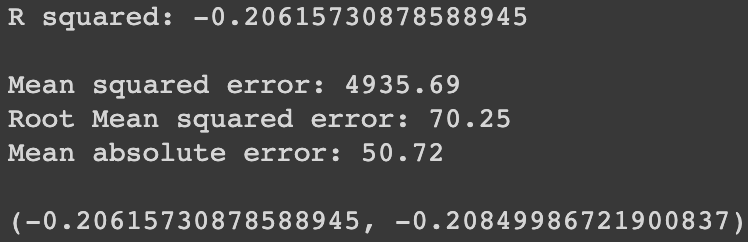 R squared: -0.20615730878588945
Mean squared error: 4935.69
Root Mean squared error: 70.25
Mean absolute error: 50.72
(-0.20615730878588945, -0.20849986721900837)